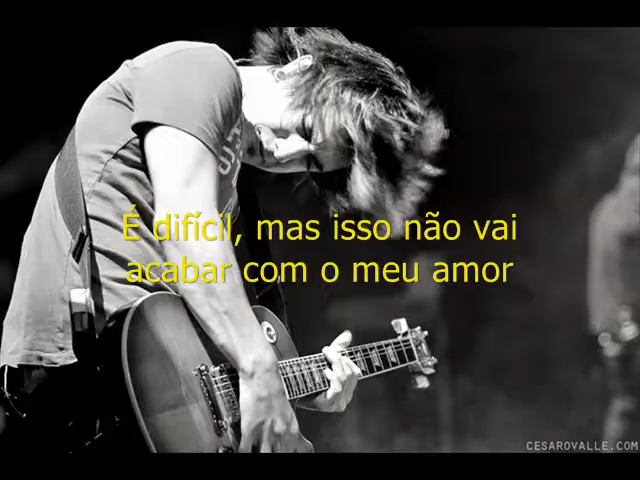 É difícil, mas isso não vai
acabar com o meu amor
CESAROVALLE.COM